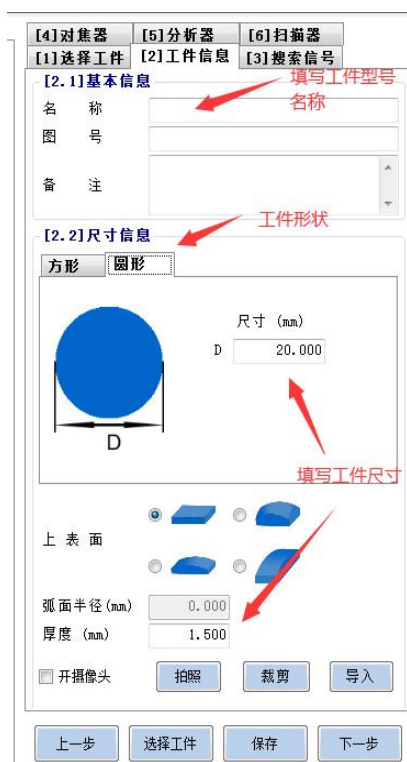 [4]对焦器 [5]分析器 [6]扫描器
[1]选择工件 [2]工件信息 [3]搜索信号
[2.1]基本信息
填写工件型号
名称
名 称
图 号
备 注
工件形状
[2.2]尺寸信息
方形 圆形
尺寸 (mm)
D 20.000
D
填写工件尺寸
上 表 面
弧面半径(mm) 0.000
厚度 (mm) 1.500
开摄像头 拍照 裁剪 导入
上一步 选择工件 保存 下一步